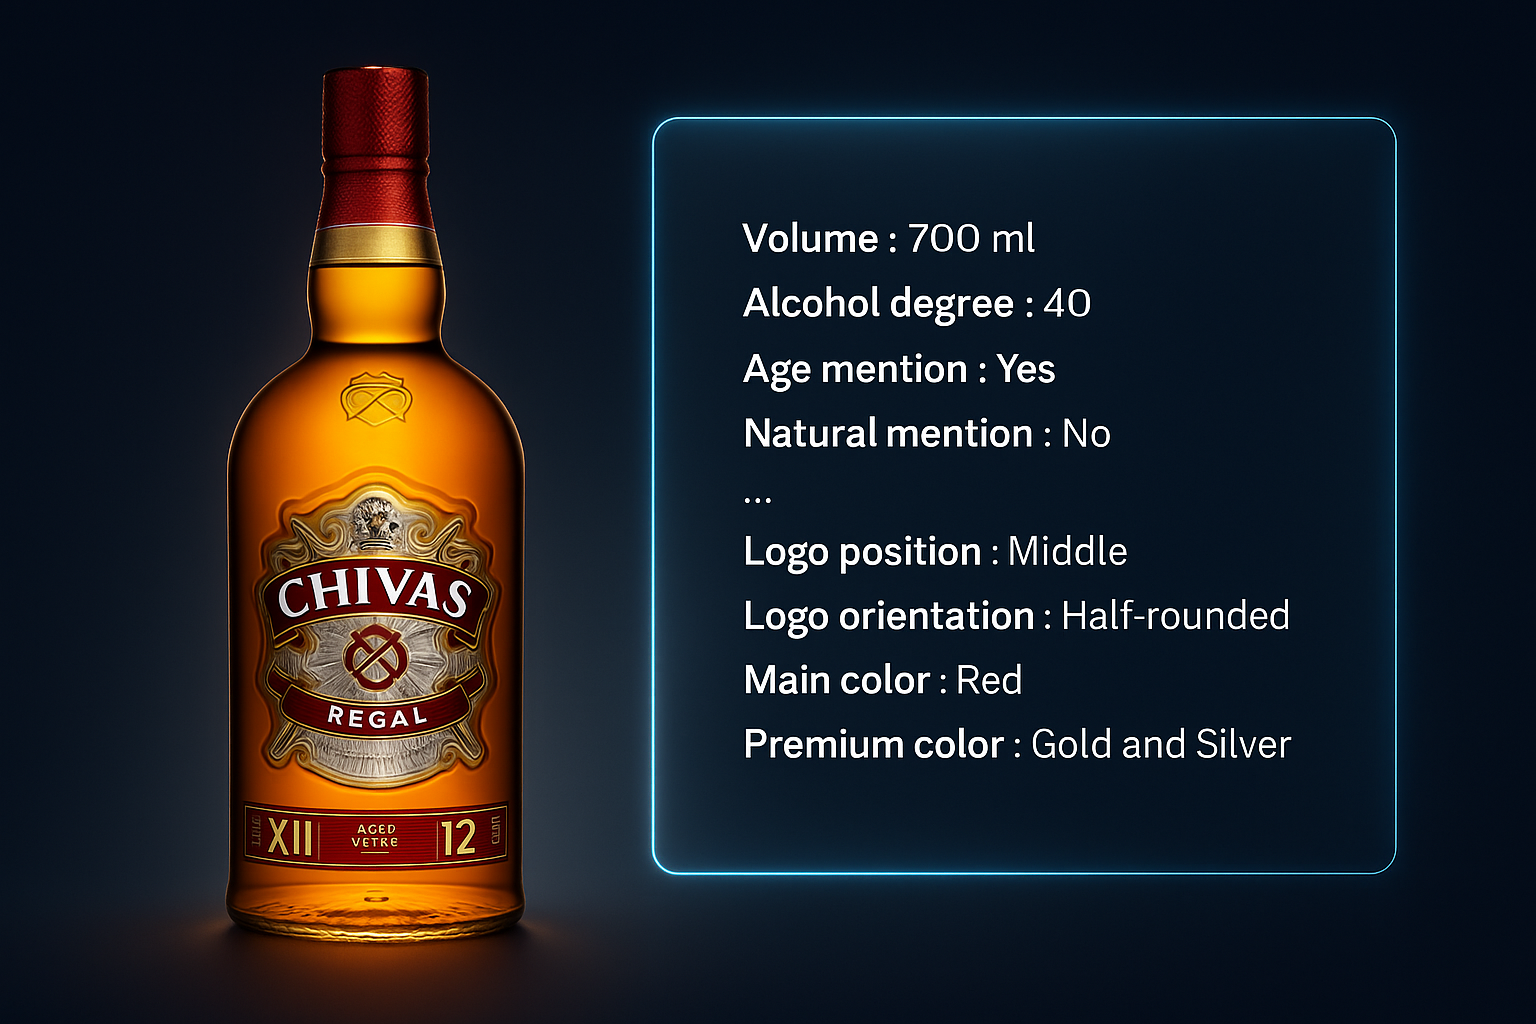 CHIVAS
REGAL
XII
AGED
VETRE
12
Volume : 700 ml
Alcohol degree : 40
Age mention : Yes
Natural mention : No
...
Logo position : Middle
Logo orientation : Half-rounded
Main color : Red
Premium color : Gold and Silver